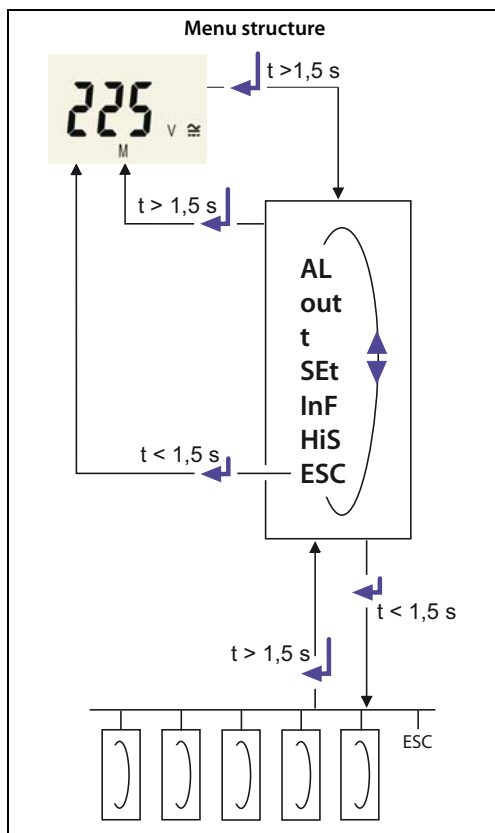 Menu structure
t >1,5 s
225 V ≅
M
t > 1,5 s
AL
out
t
SEt
InF
HiS
ESC
t < 1,5 s
t < 1,5 s
t > 1,5 s
ESC